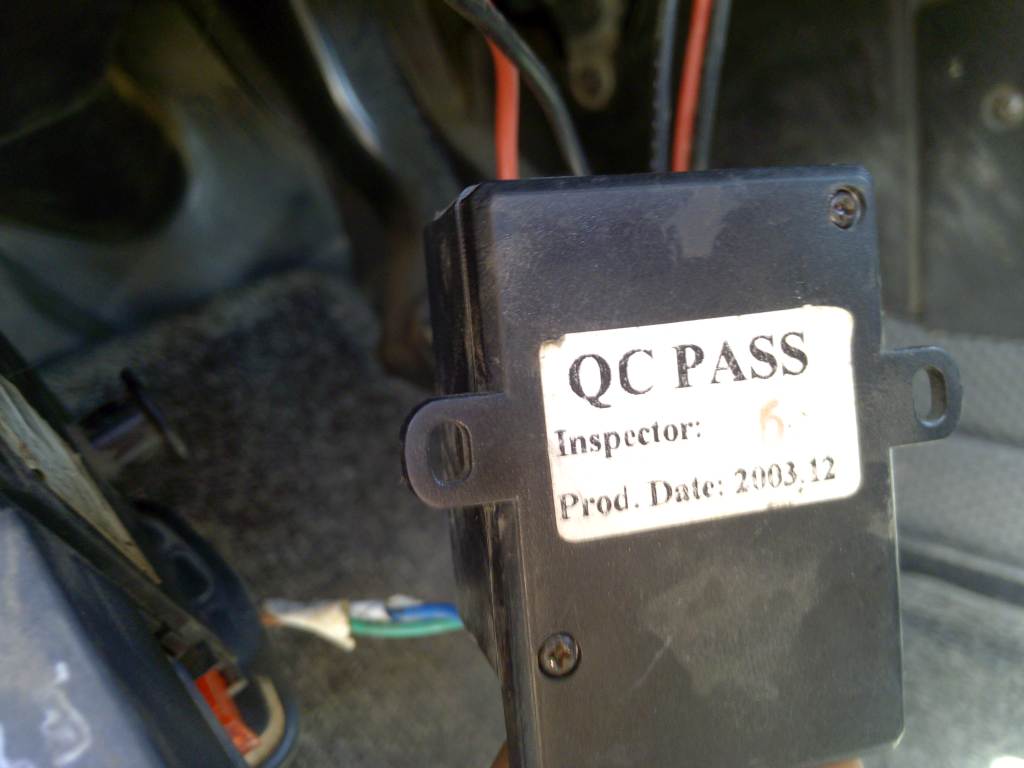 QC PASS
Inspector: 6
Prod. Date: 2003.12